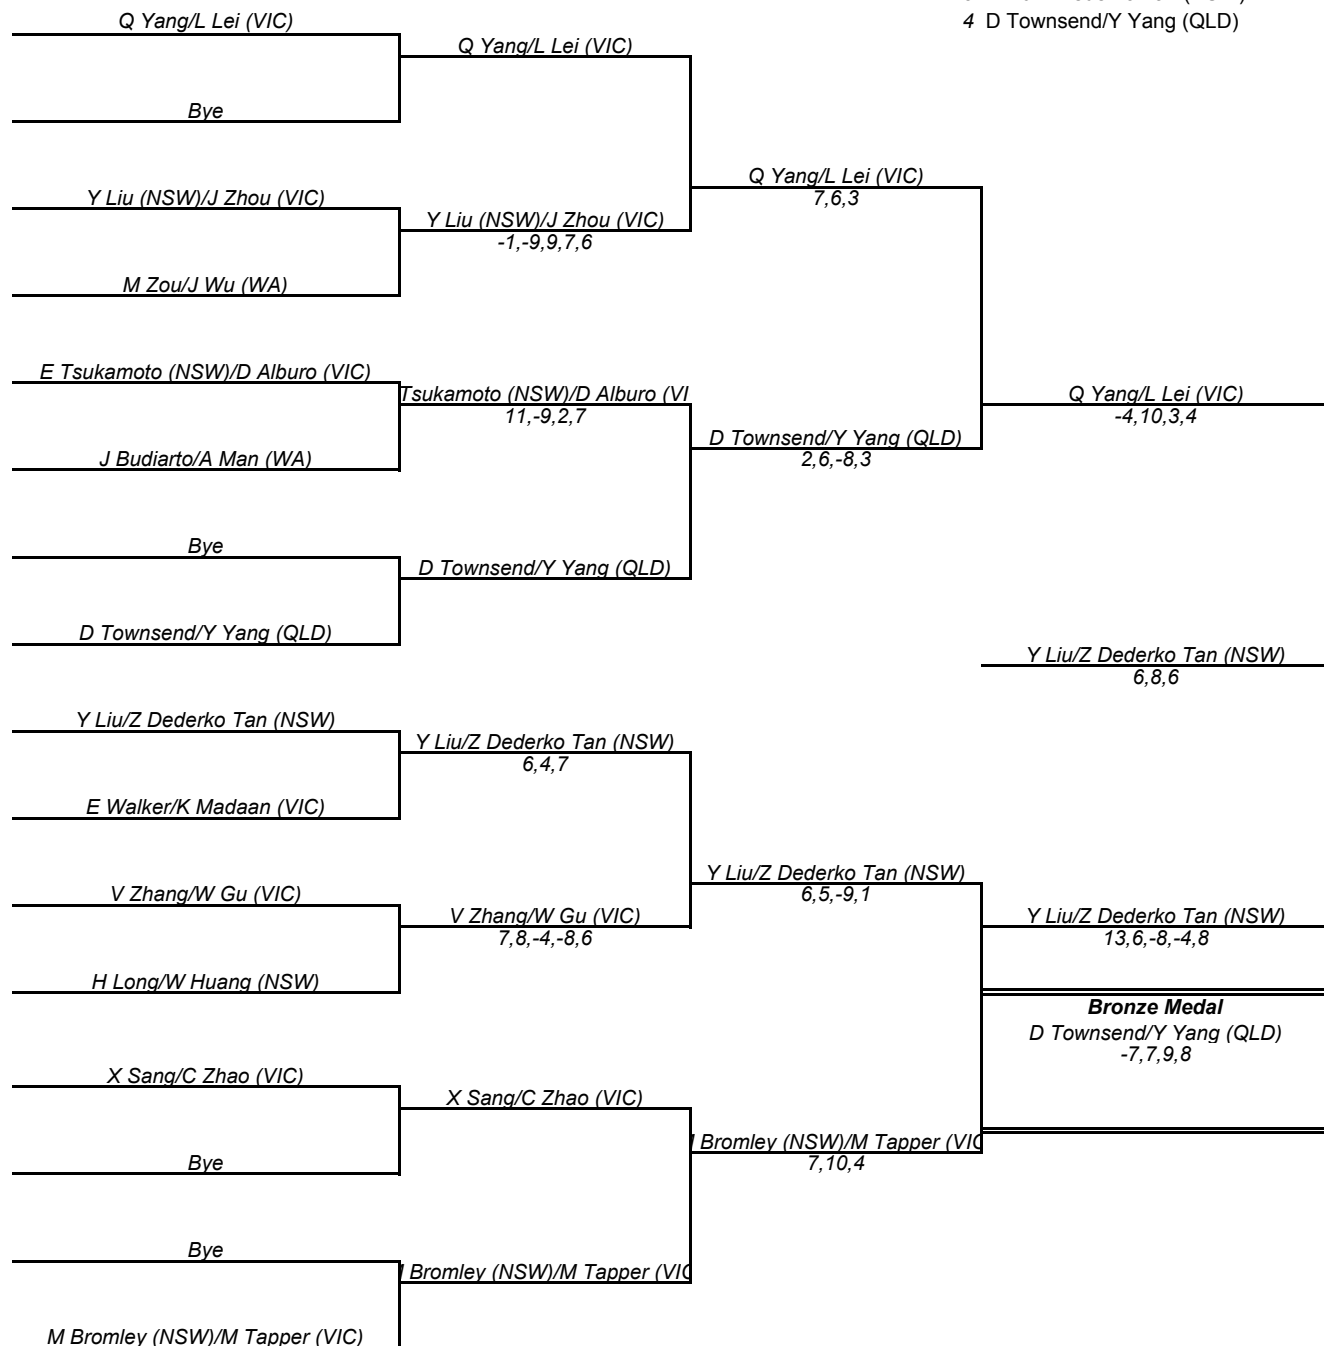 4 D Townsend/Y Yang (QLD)
Q Yang/L Lei (VIC)
Q Yang/L Lei (VIC)
Bye
Q Yang/L Lei (VIC)
7,6,3
Y Liu (NSW)/J Zhou (VIC)
Y Liu (NSW)/J Zhou (VIC)
-1,-9,9,7,6
M Zou/J Wu (WA)
E Tsukamoto (NSW)/D Alburo (VIC)
Tsukamoto (NSW)/D Alburo (VI
11,-9,2,7
Q Yang/L Lei (VIC)
-4,10,3,4
D Townsend/Y Yang (QLD)
2,6,-8,3
J Budiarto/A Man (WA)
Bye
D Townsend/Y Yang (QLD)
D Townsend/Y Yang (QLD)
Y Liu/Z Dederko Tan (NSW)
6,8,6
Y Liu/Z Dederko Tan (NSW)
Y Liu/Z Dederko Tan (NSW)
6,4,7
E Walker/K Madaan (VIC)
Y Liu/Z Dederko Tan (NSW)
6,5,-9,1
V Zhang/W Gu (VIC)
V Zhang/W Gu (VIC)
7,8,-4,-8,6
Y Liu/Z Dederko Tan (NSW)
13,6,-8,-4,8
H Long/W Huang (NSW)
Bronze Medal
D Townsend/Y Yang (QLD)
-7,7,9,8
X Sang/C Zhao (VIC)
X Sang/C Zhao (VIC)
Bromley (NSW)/M Tapper (VIC
7,10,4
Bye
Bye
Bromley (NSW)/M Tapper (VIC
M Bromley (NSW)/M Tapper (VIC)